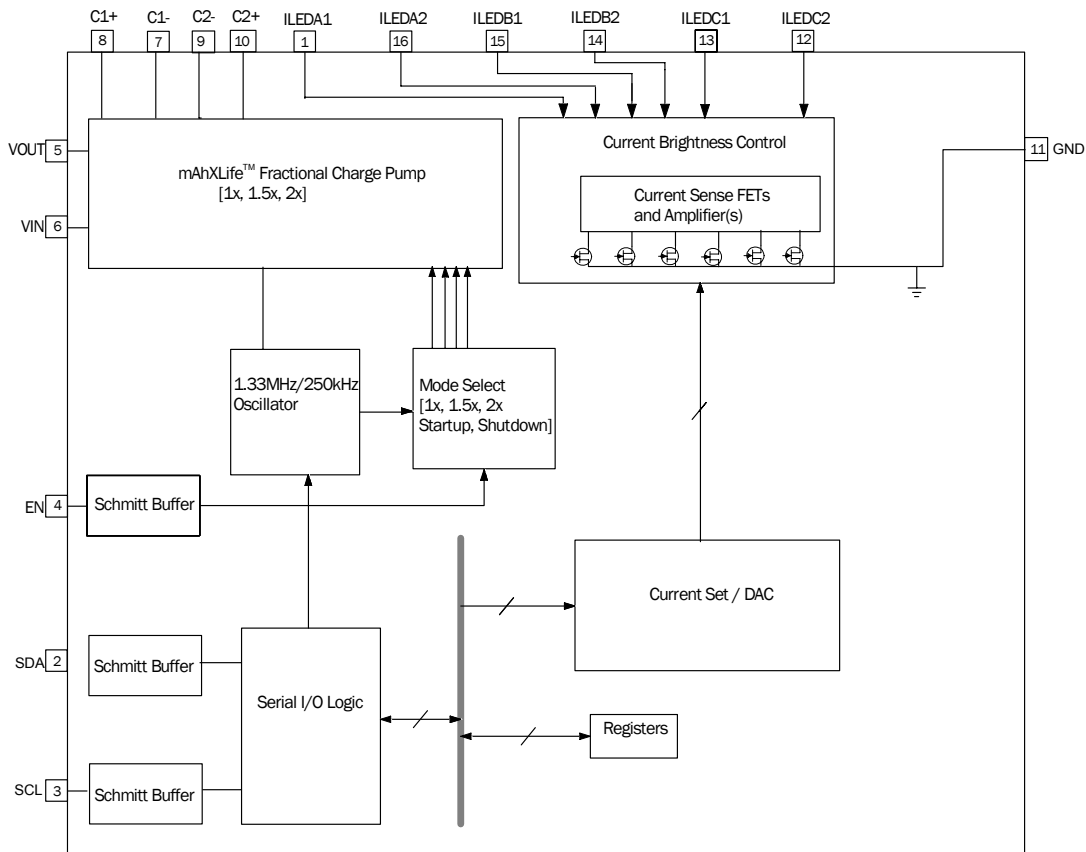 C1+ C1- C2- C2+ ILEDA1 ILEDA2 ILEDB1 ILEDB2 ILEDC1 ILEDC2
8 7 9 10 1 16 15 14 13 12
VOUT 5
mAhXLife™ Fractional Charge Pump
[1x, 1.5x, 2x]
VIN 6
Current Brightness Control
Current Sense FETs
and Amplifier(s)
11 GND
1.33MHz/250kHz
Oscillator
Mode Select
[1x, 1.5x, 2x
Startup, Shutdown]
EN 4
Schmitt Buffer
Current Set / DAC
SDA 2
Schmitt Buffer
Serial I/O Logic
Registers
SCL 3
Schmitt Buffer